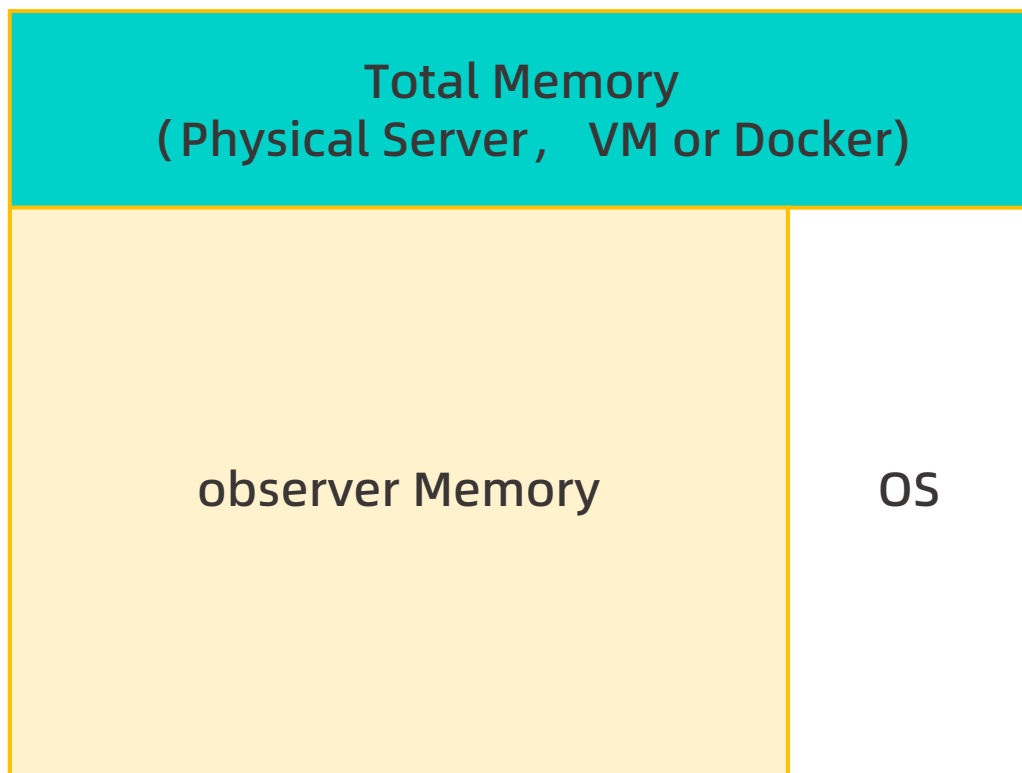 Total Memory
(Physical Server， VM or Docker)
observer Memory
OS